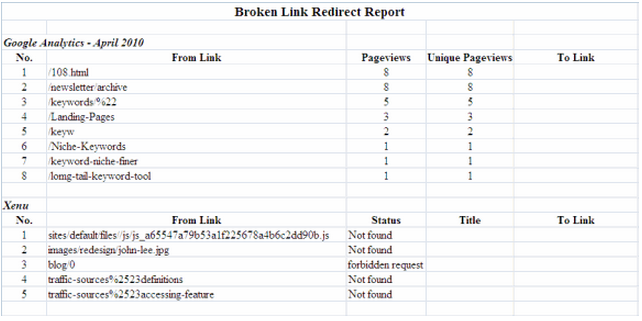 Broken Link Redirect Report
Google Analytics - April 2010
No. From Link Pageviews Unique Pageviews To Link
1 /108.html 8 8
2 /newsletter/archive 8 8
3 /keywords/%22 5 5
4 /Landing-Pages 3 3
5 /keyw 2 2
6 /Niche-Keywords 1 1
7 /keyword-niche-finer 1 1
8 /lomg-tail-keyword-tool 1 1
Xenu
No. From Link Status Title To Link
1 sites/default/files//js/js_a65547a79b53a1f225678a4b6c2dd90b.js Not found
2 images/redesign/john-lee.jpg Not found
3 blog/0 forbidden request
4 traffic-sources%2523definitions Not found
5 traffic-sources%2523accessing-feature Not found